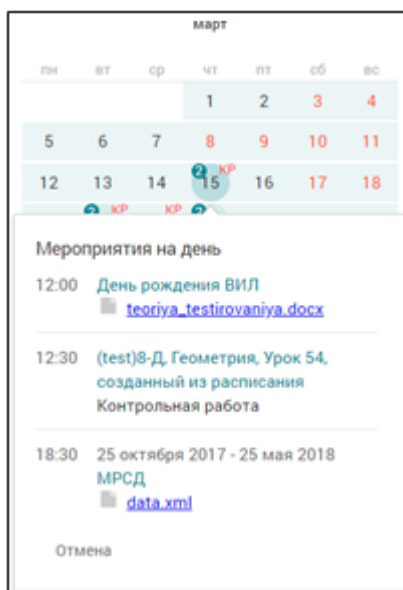 март
пн вт ср чт пт сб вс
1 2 3 4
5 6 7 8 9 10 11
2 КР
12 13 14 15 16 17 18
2 КР КР 2
Мероприятия на день
12:00 День рождения ВИЛ
teoriya_testirovaniya.docx
12:30 (test)8-Д, Геометрия, Урок 54,
созданный из расписания
Контрольная работа
18:30 25 октября 2017 - 25 мая 2018
МРСД
data.xml
Отмена